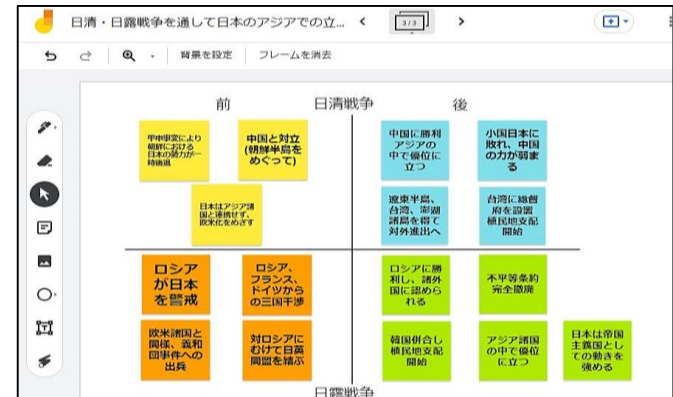 日清・日露戦争を通して日本のアジアでの立...
3/3
背景を設定
フレームを消去
前
日清戦争
後
甲申事変により
朝鮮における
日本の勢力が一
時後退
中国と対立
(朝鮮半島を
めぐって)
日本はアジア諸
国と連携せず、
欧米化をめざす
中国に勝利
アジアの
中で優位に
立つ
小国日本に
敗れ、中国
の力が弱ま
る
遼東半島、
台湾、澎湖
諸島を得て
対外進出へ
台湾に総督
府を設置
植民地支配
開始
ロシア
が日本
を警戒
ロシア、
フランス、
ドイツから
の三国干渉
欧米諸国と
同様、義和
団事件への
出兵
対ロシアに
むけて日英
同盟を結ぶ
ロシアに勝
利し、諸外
国に認めら
れる
不平等条約
完全撤廃
韓国併合し
植民地支配
開始
アジア諸国
の中で優位
に立つ
日本は帝国
主義国とし
ての動きを
強める
日露戦争